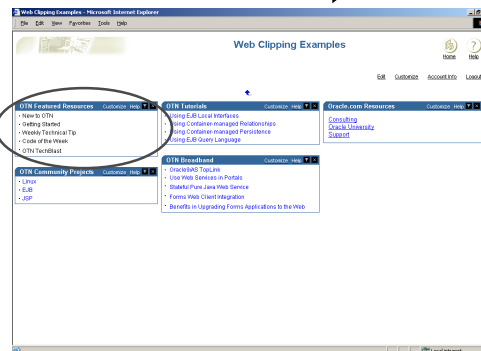 Web Clipping Examples - Microsoft Internet Explorer
File Edit View Favorites Tools Help
Web Clipping Examples
Home Help
Edit Customize Account Info Logout
OTN Featured Resources Customize Help
New to OTN
Getting Started
Weekly Technical Tip
Code of the Week
OTN TechBlast
OTN Community Projects Customize Help
Linux
EJB
JSP
OTN Tutorials Customize Help
Using EJB Local Interfaces
Using Container-managed Relationships
Using Container-managed Persistence
Using EJB Query Language
OTN Broadband Customize Help
Oracle9iAS TopLink
Use Web Services in Portals
Stateful Pure Java Web Service
Forms Web Client Integration
Benefits in Upgrading Forms Applications to the Web
Oracle.com Resources Customize Help
Consulting
Oracle University
Support
Local intranet